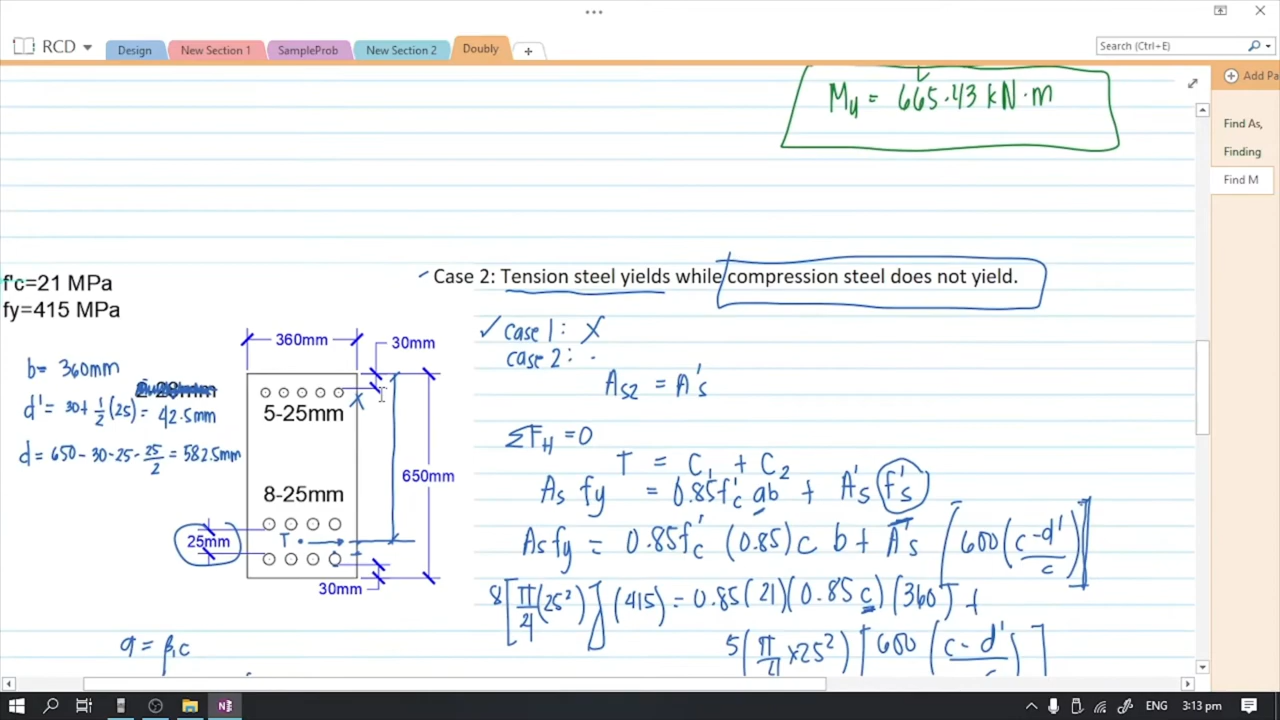 RCD
Design
New Section 1
SampleProb
New Section 2
Doubly
Search (Ctrl+E)
Add Pa
Find As,
Finding
Find M
Mu = 665.43 kN·m
f'c=21 MPa
fy=415 MPa
Case 2: Tension steel yields while compression steel does not yield.
case 1: X
case 2: -
As2 = A's
b = 360mm
d' = 30+ 1/2 (25) = 42.5mm
d = 650 - 30 - 25 - 25/2 = 582.5mm
360mm
30mm
5-25mm
650mm
8-25mm
25mm
T
30mm
ΣFH = 0
T = C1 + C2
As fy = 0.85f'c ab + A's f's
Asfy = 0.85f'c (0.85)c b + A's [600(c-d'/c)]
8[π/4(25²)](415) = 0.85(21)(0.85c)(360) +
5(π/4 x25²)[600(c-d'/c)]
a = β1c
ENG
3:13 pm